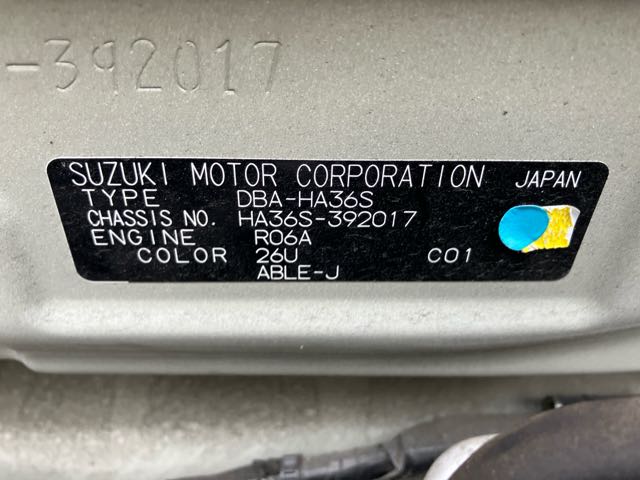 -392017
SUZUKI MOTOR CORPORATION JAPAN
TYPE DBA-HA36S
CHASSIS NO. HA36S-392017
ENGINE R06A
COLOR 26U C01
ABLE-J